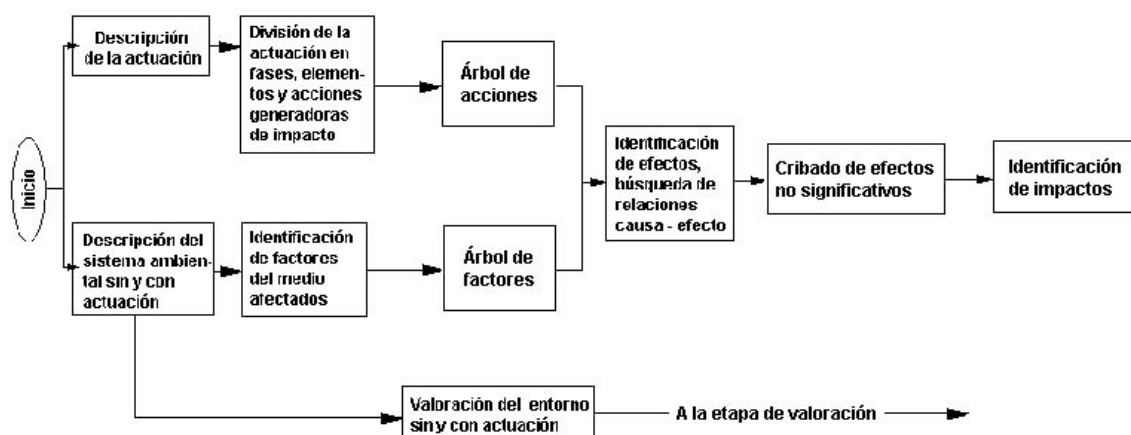 Inicio
Descripción
de la actuación
División de la
actuación en
fases, elemen-
tos y acciones
generadoras
de impacto
Árbol de
acciones
Descripción del
sistema ambien-
tal sin y con
actuación
Identificación
de factores
del medio
afectados
Árbol de
factores
Identificación
de efectos,
búsqueda de
relaciones
causa - efecto
Cribado de efectos
no significativos
Identificación
de impactos
Valoración del entorno
sin y con actuación
A la etapa de valoración